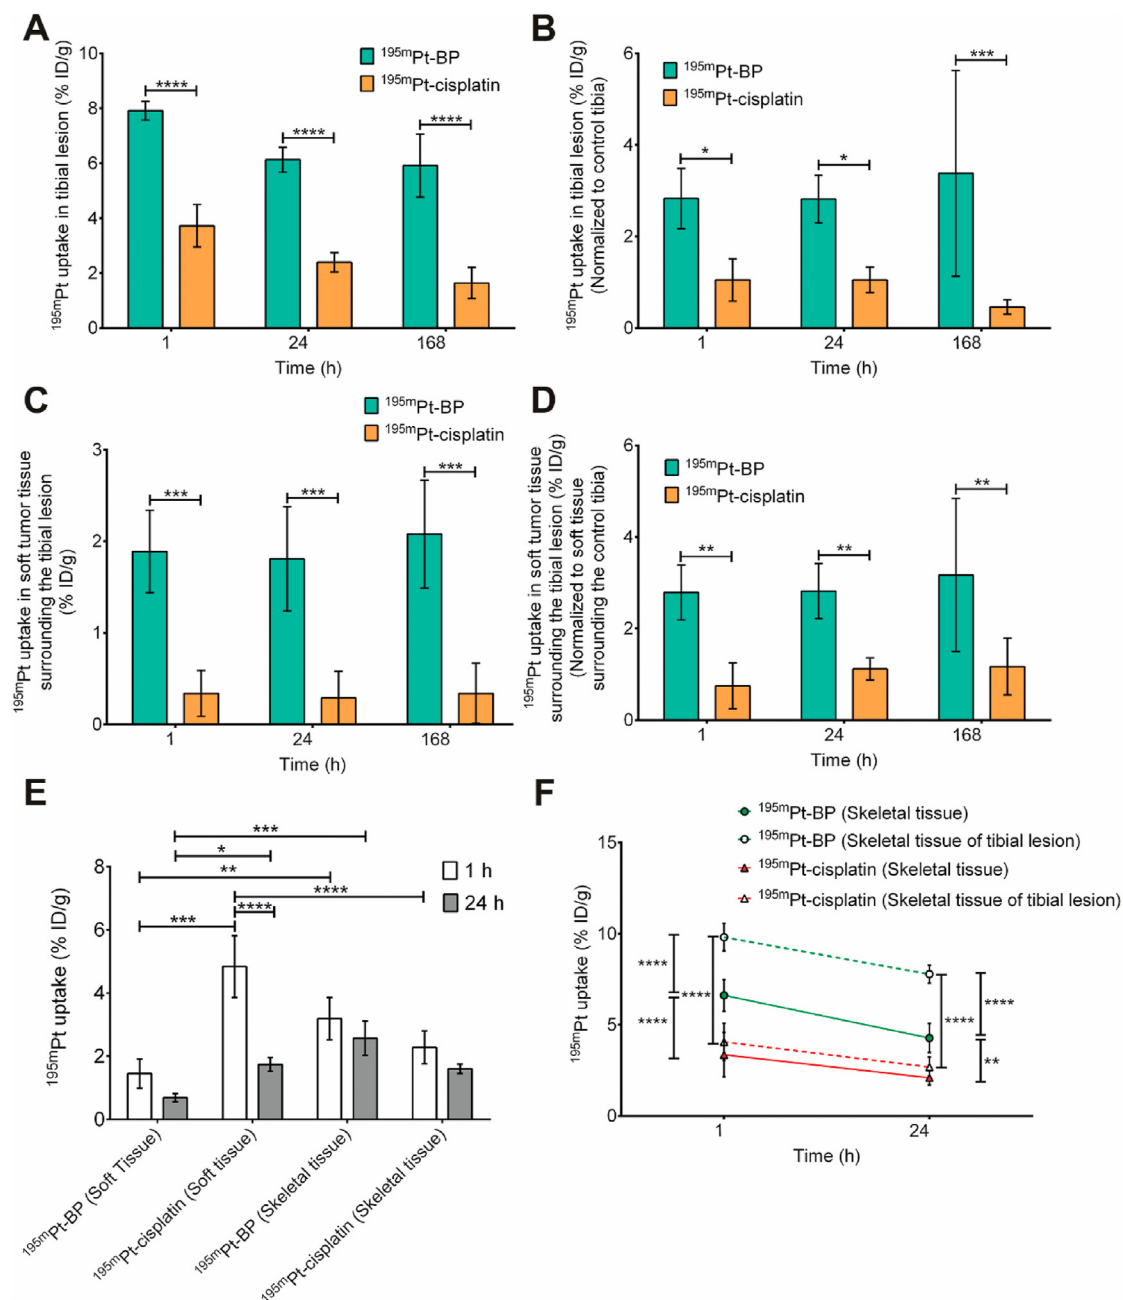 A
10
8
6
4
2
0
¹⁹⁵ᵐPt uptake in tibial lesion (% ID/g)
¹⁹⁵ᵐPt-BP
¹⁹⁵ᵐPt-cisplatin
****
****
****
1 24 168
Time (h)
B
6
4
2
0
¹⁹⁵ᵐPt uptake in tibial lesion (% ID/g)
(Normalized to control tibia)
¹⁹⁵ᵐPt-BP
¹⁹⁵ᵐPt-cisplatin
*
*
***
1 24 168
Time (h)
C
3
2
1
0
¹⁹⁵ᵐPt uptake in soft tumor tissue
surrounding the tibial lesion
(% ID/g)
¹⁹⁵ᵐPt-BP
¹⁹⁵ᵐPt-cisplatin
***
***
***
1 24 168
Time (h)
D
6
4
2
0
¹⁹⁵ᵐPt uptake in soft tumor tissue
surrounding the tibial lesion (% ID/g)
(Normalized to soft tissue
surrounding the control tibia)
¹⁹⁵ᵐPt-BP
¹⁹⁵ᵐPt-cisplatin
**
**
**
1 24 168
Time (h)
E
8
6
4
2
0
¹⁹⁵ᵐPt uptake (% ID/g)
1 h
24 h
***
*
**
****
***
****
¹⁹⁵ᵐPt-BP (Soft Tissue)
¹⁹⁵ᵐPt-cisplatin (Soft tissue)
¹⁹⁵ᵐPt-BP (Skeletal tissue)
¹⁹⁵ᵐPt-cisplatin (Skeletal tissue)
F
¹⁹⁵ᵐPt-BP (Skeletal tissue)
¹⁹⁵ᵐPt-BP (Skeletal tissue of tibial lesion)
¹⁹⁵ᵐPt-cisplatin (Skeletal tissue)
¹⁹⁵ᵐPt-cisplatin (Skeletal tissue of tibial lesion)
15
10
5
0
¹⁹⁵ᵐPt uptake (% ID/g)
****
****
****
****
****
**
1 24
Time (h)